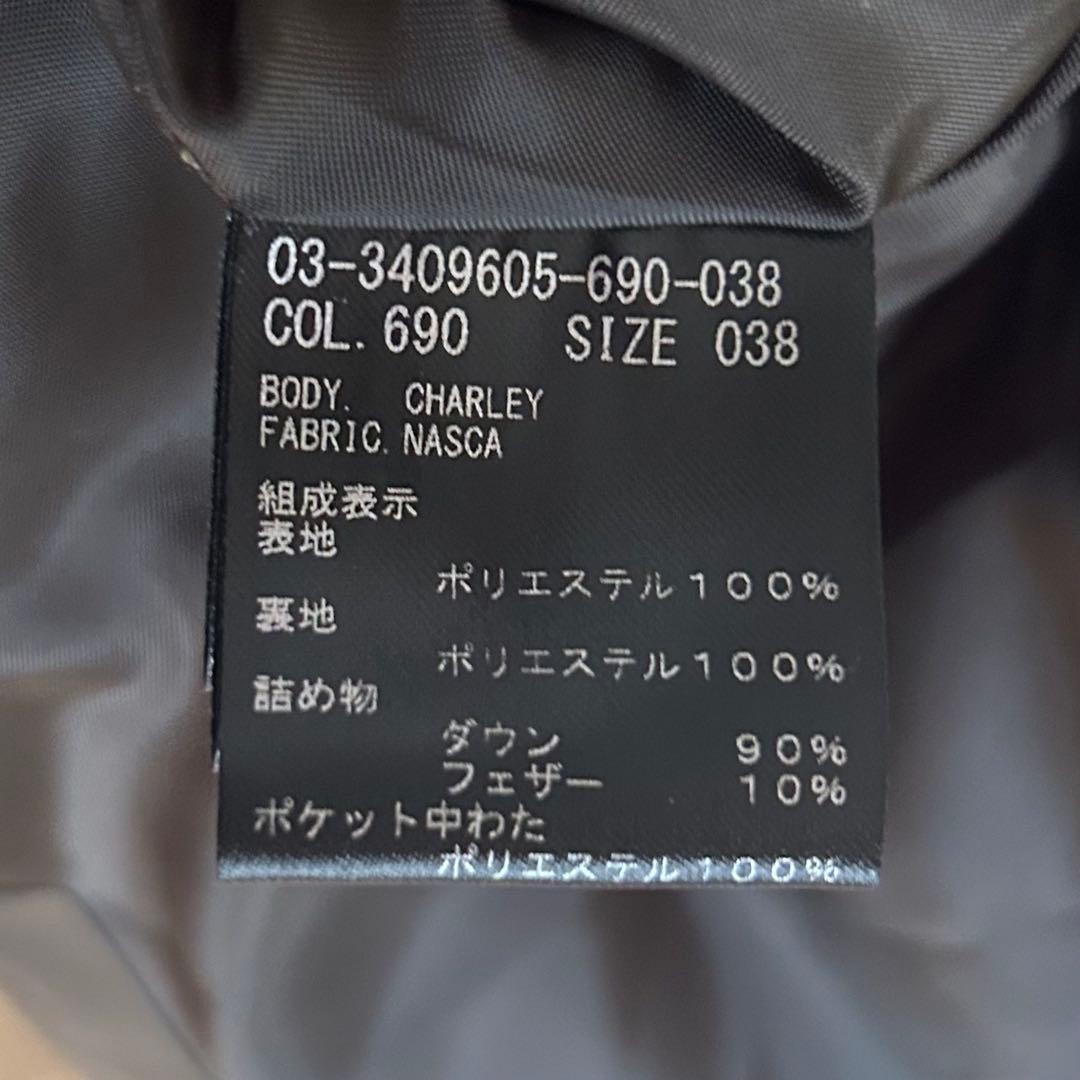 03-3409605-690-038
COL. 690 SIZE 038
BODY. CHARLEY
FABRIC. NASCA
組成表示
表地
ポリエステル100%
裏地
ポリエステル100%
詰め物
ダウン 90%
フェザー 10%
ポケット中わた
ポリエステル100%